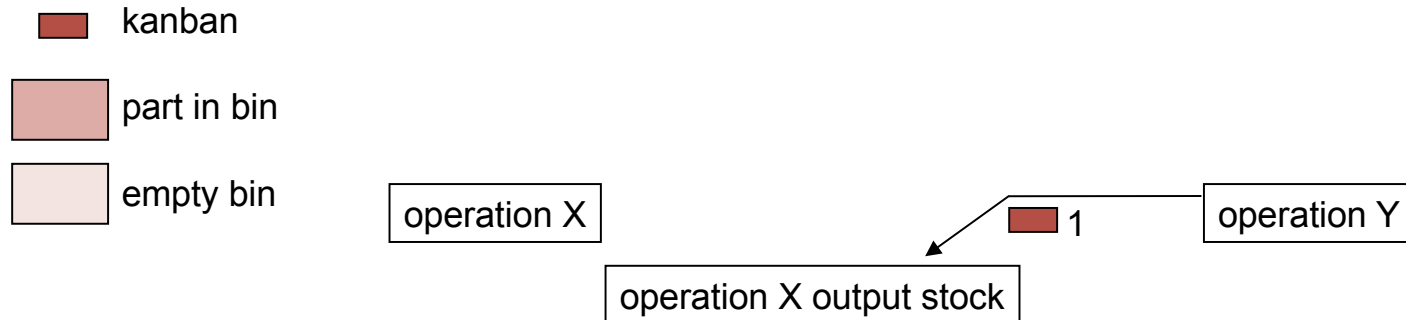 kanban
part in bin
empty bin
operation X
1
operation Y
operation X output stock